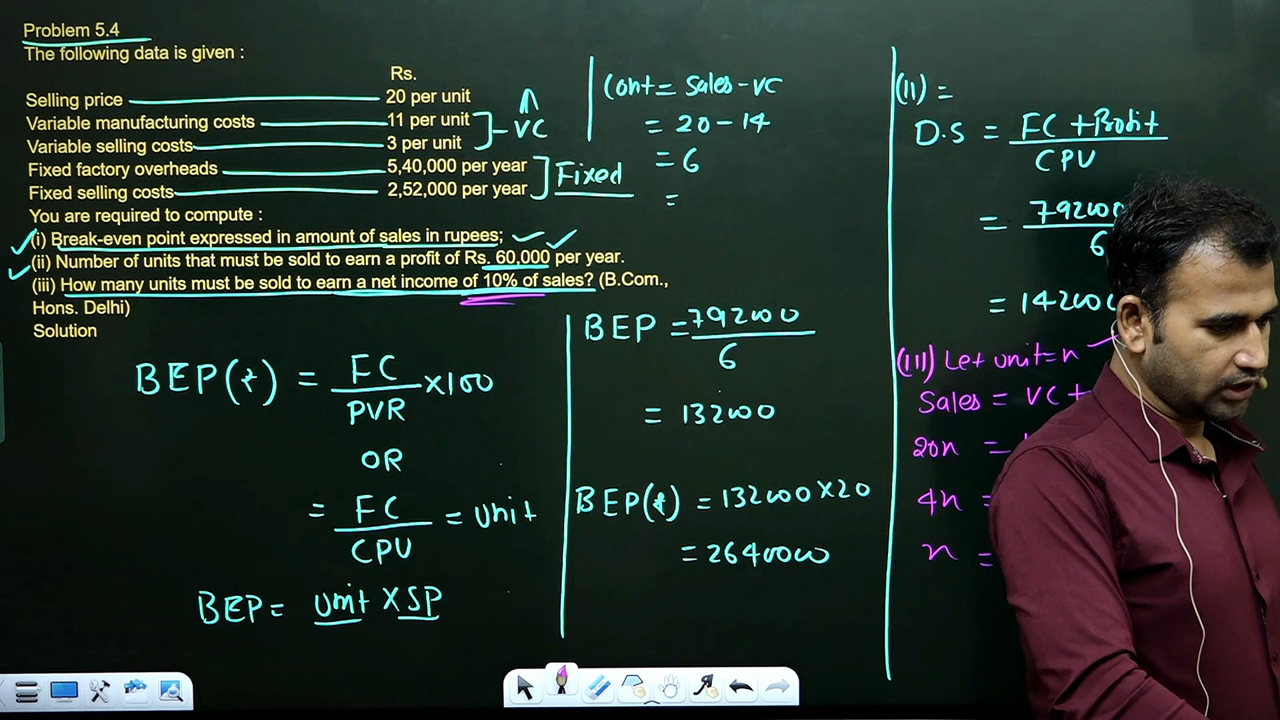 Problem 5.4
The following data is given :
Rs.
Selling price 20 per unit
Variable manufacturing costs 11 per unit
Variable selling costs 3 per unit
VC
Fixed factory overheads 5,40,000 per year
Fixed selling costs 2,52,000 per year
Fixed
You are required to compute :
(i) Break-even point expressed in amount of sales in rupees;
(ii) Number of units that must be sold to earn a profit of Rs. 60,000 per year.
(iii) How many units must be sold to earn a net income of 10% of sales? (B.Com.,
Hons. Delhi)
Solution
BEP(₹) = FC/PVR ×100
OR
= FC/CPU = unit
BEP = unit × SP
Cont = Sales - VC
= 20 - 14
= 6
=
BEP = 792000/6
= 132000
BEP(₹) = 132000×20
= 2640000
(II) =
D.S = FC + Profit/CPU
=
6
=
(III) Let unit = n
Sales = VC +
20n =
4n =
n =